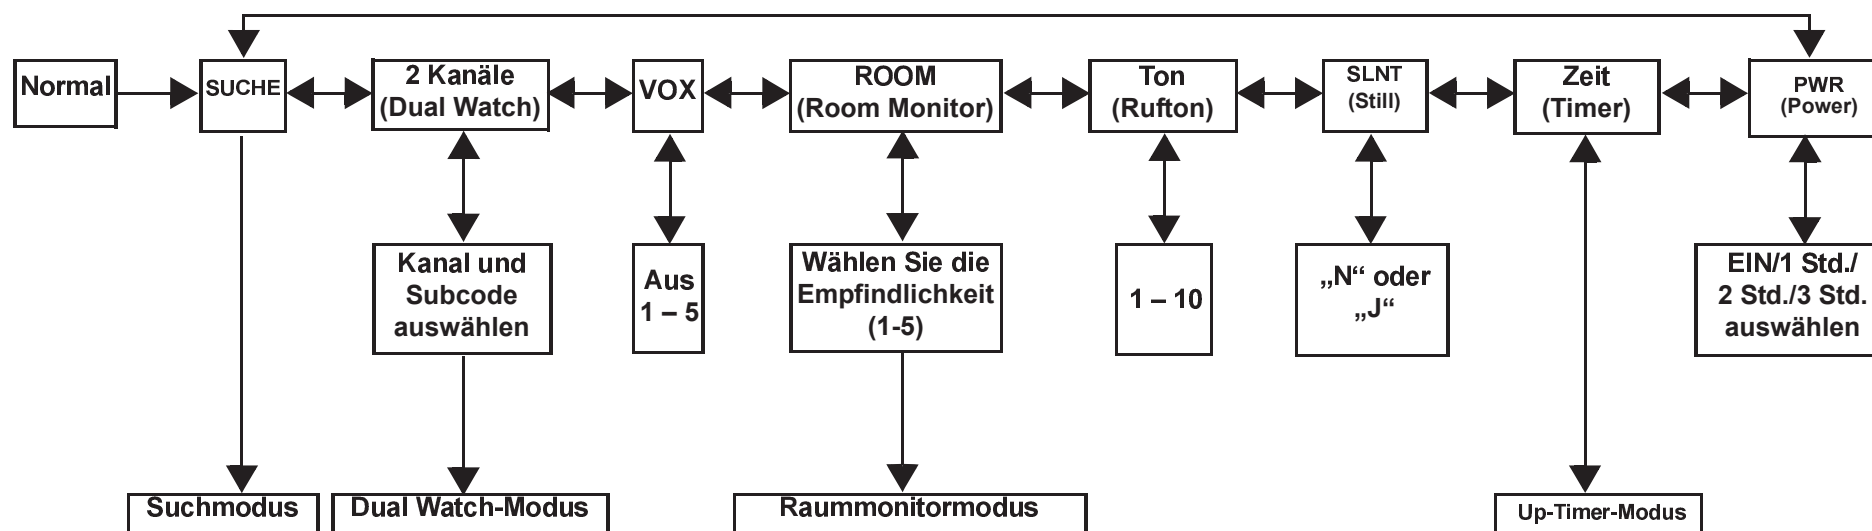 Normal
SUCHE
2 Kanäle
(Dual Watch)
VOX
ROOM
(Room Monitor)
Ton
(Rufton)
SLNT
(Still)
Zeit
(Timer)
PWR
(Power)
Kanal und
Subcode
auswählen
Aus
1 – 5
Wählen Sie die
Empfindlichkeit
(1-5)
1 – 10
„N“ oder
„J“
EIN/1 Std./
2 Std./3 Std.
auswählen
Suchmodus
Dual Watch-Modus
Raummonitormodus
Up-Timer-Modus